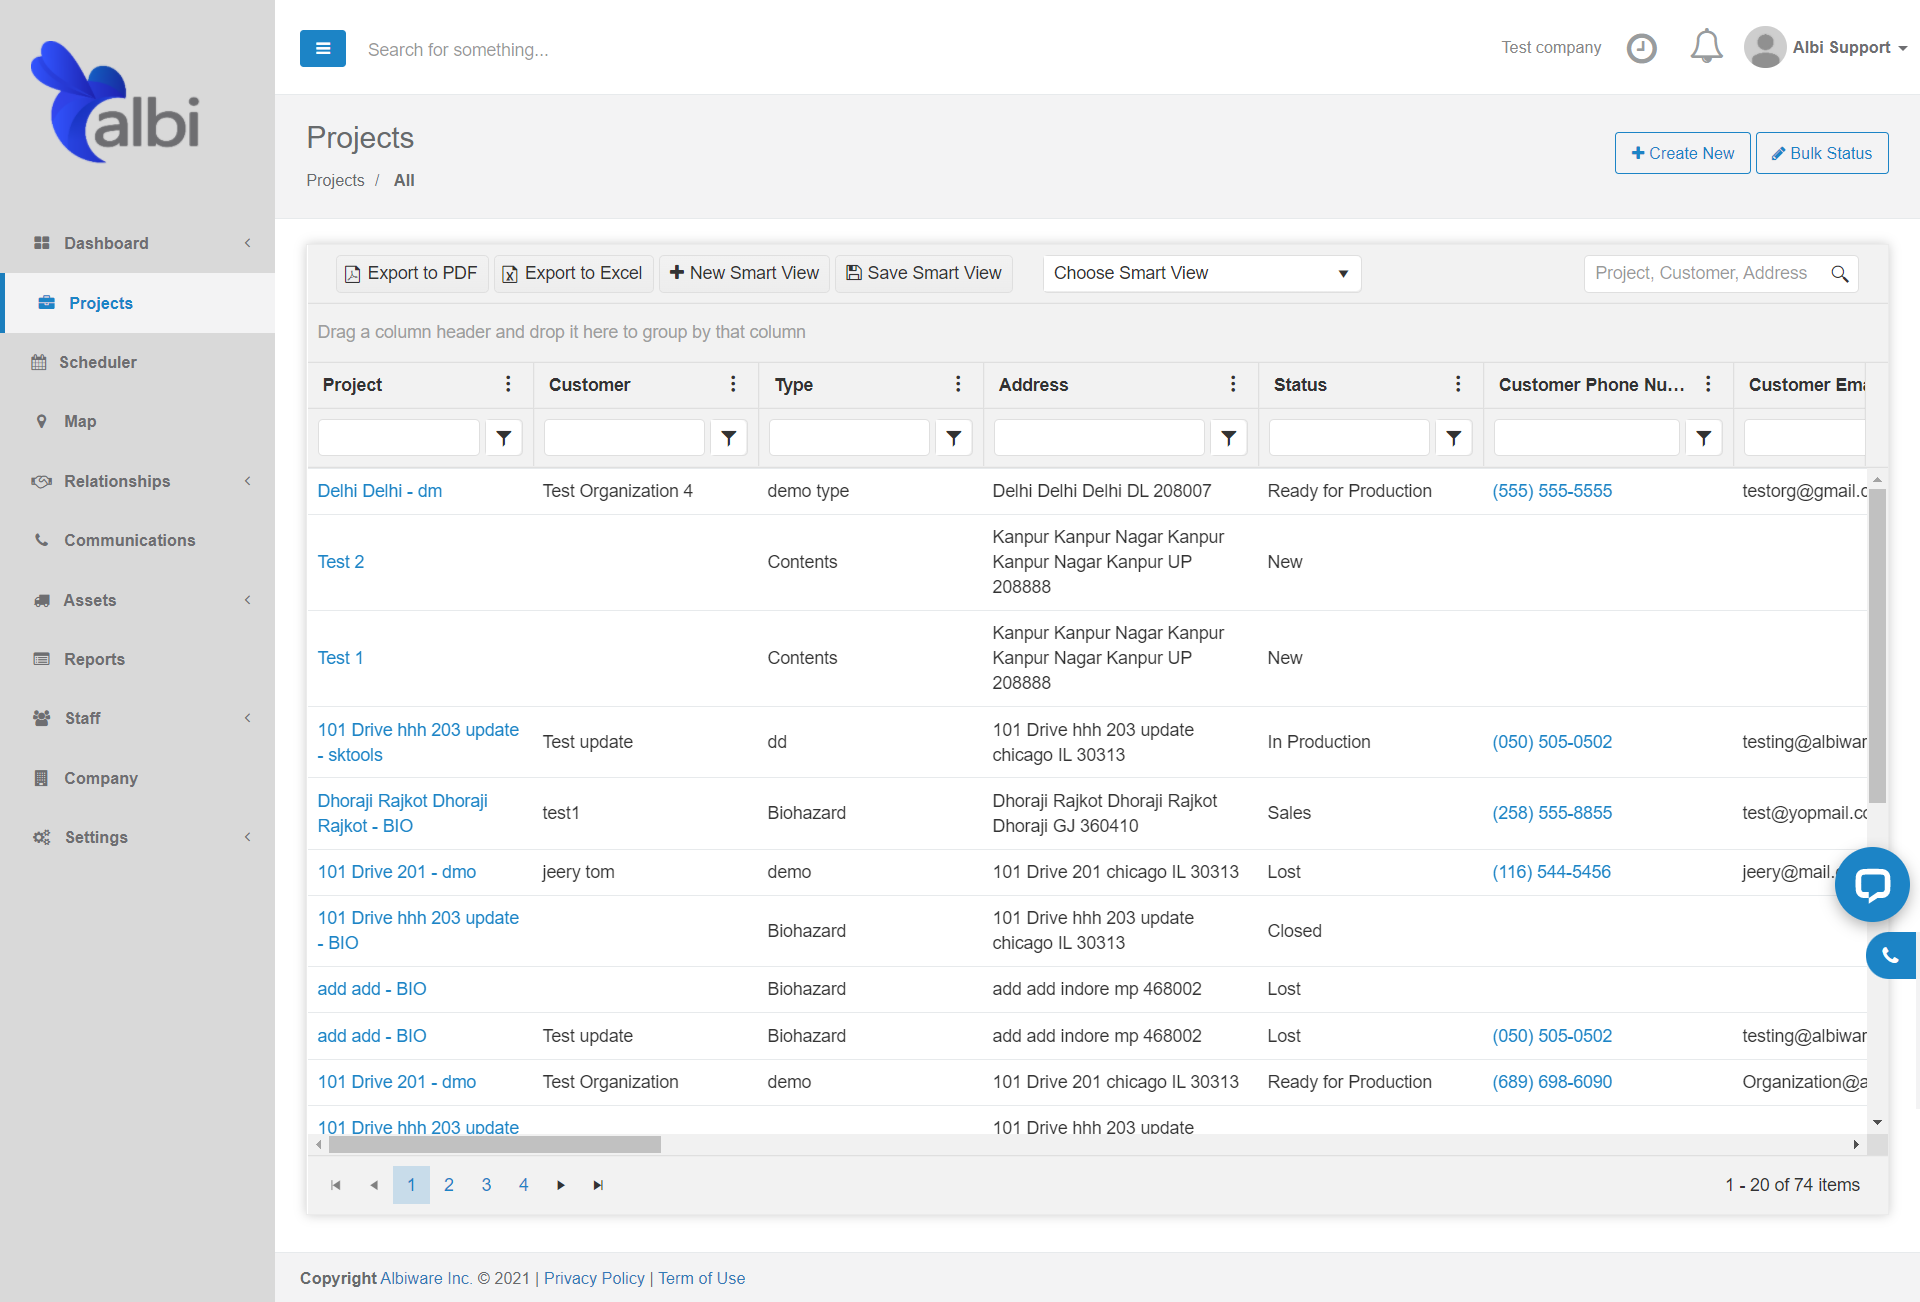 albi
Search for something...
Test company
Albi Support
Projects
Projects / All
Create New
Bulk Status
Dashboard
Projects
Scheduler
Map
Relationships
Communications
Assets
Reports
Staff
Company
Settings
Export to PDF
Export to Excel
New Smart View
Save Smart View
Choose Smart View
Project, Customer, Address
Drag a column header and drop it here to group by that column
Project Customer Type Address Status Customer Phone Nu... Customer Ema
Delhi Delhi - dm Test Organization 4 demo type Delhi Delhi Delhi DL 208007 Ready for Production (555) 555-5555 testorg@gmail.c
Test 2 Contents Kanpur Kanpur Nagar Kanpur
Kanpur Nagar Kanpur UP
208888
New
Test 1 Contents Kanpur Kanpur Nagar Kanpur
Kanpur Nagar Kanpur UP
208888
New
101 Drive hhh 203 update
- sktools
Test update dd 101 Drive hhh 203 update
chicago IL 30313
In Production (050) 505-0502 testing@albiwar
Dhoraji Rajkot Dhoraji
Rajkot - BIO
test1 Biohazard Dhoraji Rajkot Dhoraji Rajkot
Dhoraji GJ 360410
Sales (258) 555-8855 test@yopmail.co
101 Drive 201 - dmo jeery tom demo 101 Drive 201 chicago IL 30313 Lost (116) 544-5456 jeery@mail.
101 Drive hhh 203 update
- BIO
Biohazard 101 Drive hhh 203 update
chicago IL 30313
Closed
add add - BIO Biohazard add add indore mp 468002 Lost
add add - BIO Test update Biohazard add add indore mp 468002 Lost (050) 505-0502 testing@albiwar
101 Drive 201 - dmo Test Organization demo 101 Drive 201 chicago IL 30313 Ready for Production (689) 698-6090 Organization@a
101 Drive hhh 203 update 101 Drive hhh 203 update
1 2 3 4
1 - 20 of 74 items
Copyright Albiware Inc. © 2021 | Privacy Policy | Term of Use